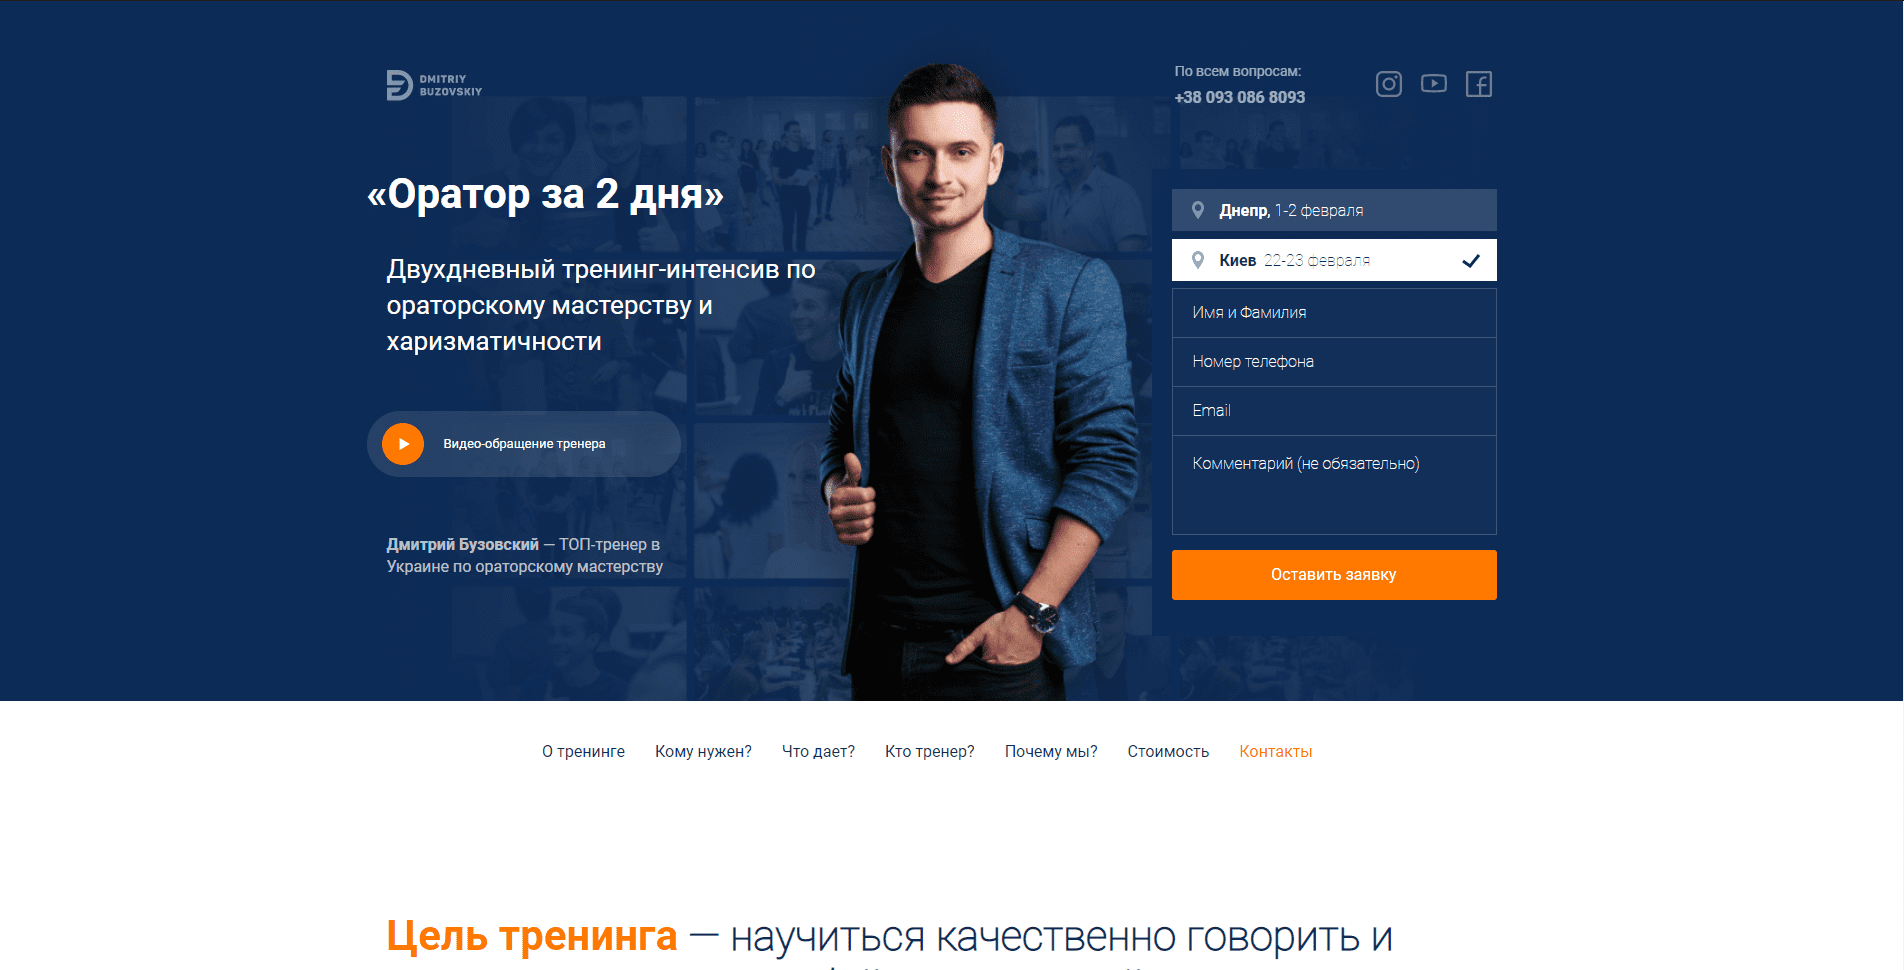 DMITRIY
BUZOVSKIY
По всем вопросам:
+38 093 086 8093
«Оратор за 2 дня»
Двухдневный тренинг-интенсив по
ораторскому мастерству и
харизматичности
Видео-обращение тренера
Дмитрий Бузовский — ТОП-тренер в
Украине по ораторскому мастерству
Днепр, 1-2 февраля
Киев 22-23 февраля
Имя и Фамилия
Номер телефона
Email
Комментарий (не обязательно)
Оставить заявку
О тренинге Кому нужен? Что дает? Кто тренер? Почему мы? Стоимость Контакты
Цель тренинга — научиться качественно говорить и